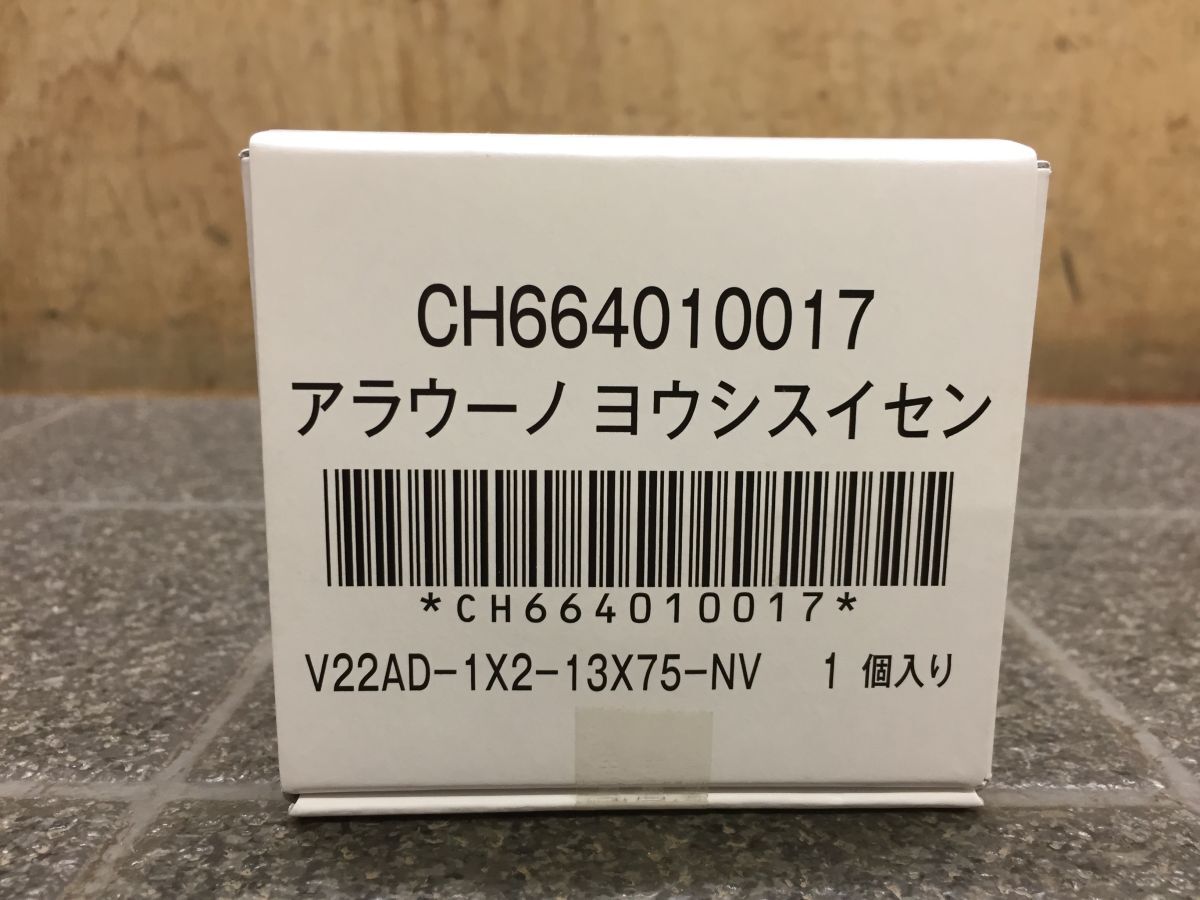 CH664010017
アラウーノ ヨウシスイセン
*CH664010017*
V22AD-1X2-13X75-NV 1 個入り